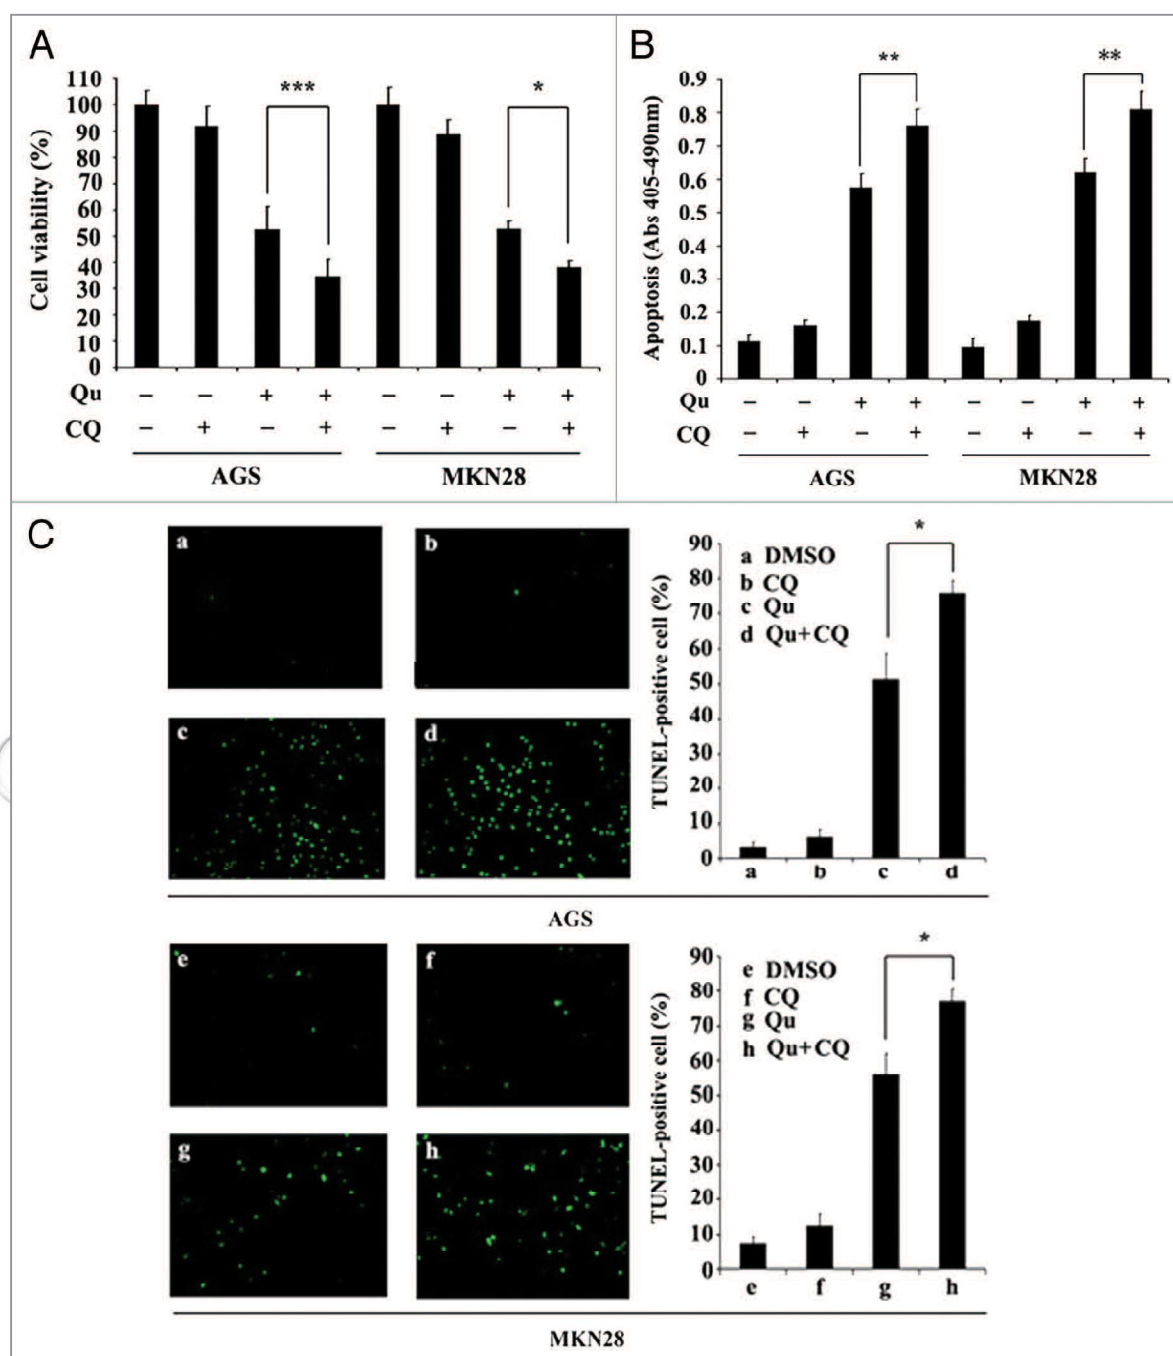 A
Cell viability (%)
110
100
90
80
70
60
50
40
30
20
10
0
***
*
Qu − − + + − − + +
CQ − + − + − + − +
AGS MKN28
B
Apoptosis (Abs 405-490nm)
0.9
0.8
0.7
0.6
0.5
0.4
0.3
0.2
0.1
0
**
**
Qu − − + + − − + +
CQ − + − + − + − +
AGS MKN28
C
a
b
c
d
TUNEL-positive cell (%)
90
80
70
60
50
40
30
20
10
0
*
a DMSO
b CQ
c Qu
d Qu+CQ
a b c d
AGS
e
f
g
h
TUNEL-positive cell (%)
90
80
70
60
50
40
30
20
10
0
*
e DMSO
f CQ
g Qu
h Qu+CQ
e f g h
MKN28